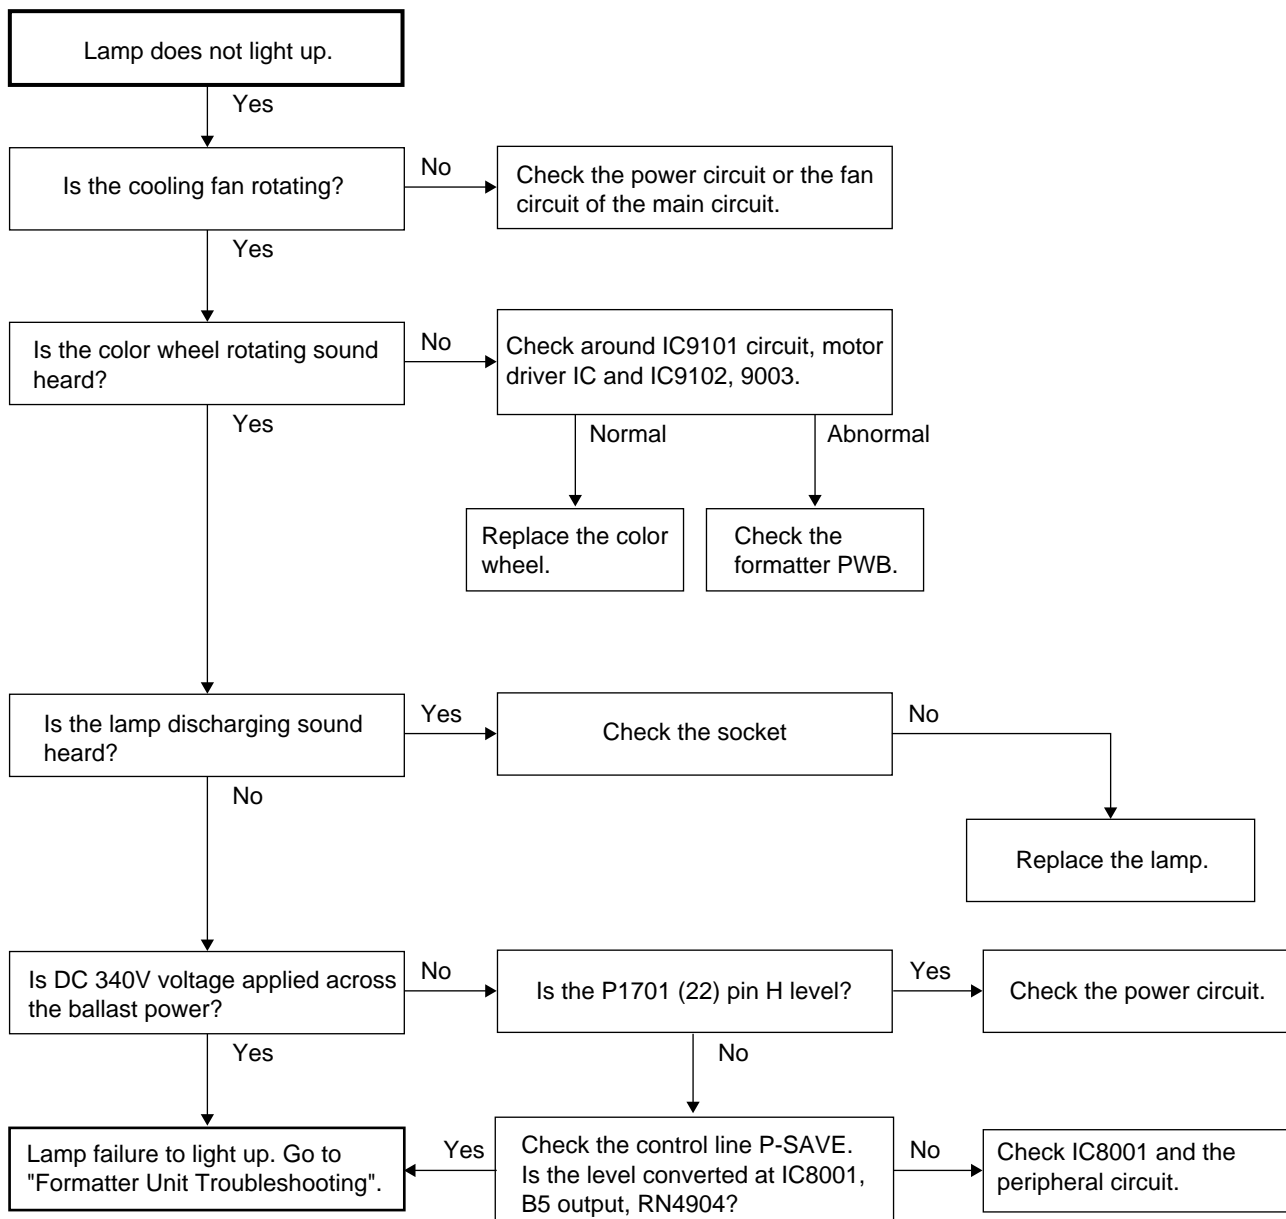 Lamp does not light up.
Yes
Is the cooling fan rotating?
No
Check the power circuit or the fan
circuit of the main circuit.
Yes
Is the color wheel rotating sound
heard?
No
Check around IC9101 circuit, motor
driver IC and IC9102, 9003.
Yes
Normal
Abnormal
Replace the color
wheel.
Check the
formatter PWB.
Is the lamp discharging sound
heard?
Yes
Check the socket
No
No
Replace the lamp.
Is DC 340V voltage applied across
the ballast power?
No
Is the P1701 (22) pin H level?
Yes
Check the power circuit.
Yes
No
Lamp failure to light up. Go to
"Formatter Unit Troubleshooting".
Yes
Check the control line P-SAVE.
Is the level converted at IC8001,
B5 output, RN4904?
No
Check IC8001 and the
peripheral circuit.